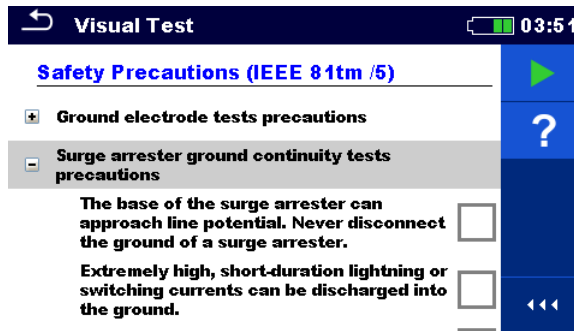 Visual Test
03:51
Safety Precautions (IEEE 81tm /5)
Ground electrode tests precautions
Surge arrester ground continuity tests
precautions
The base of the surge arrester can
approach line potential. Never disconnect
the ground of a surge arrester.
Extremely high, short-duration lightning or
switching currents can be discharged into
the ground.
?